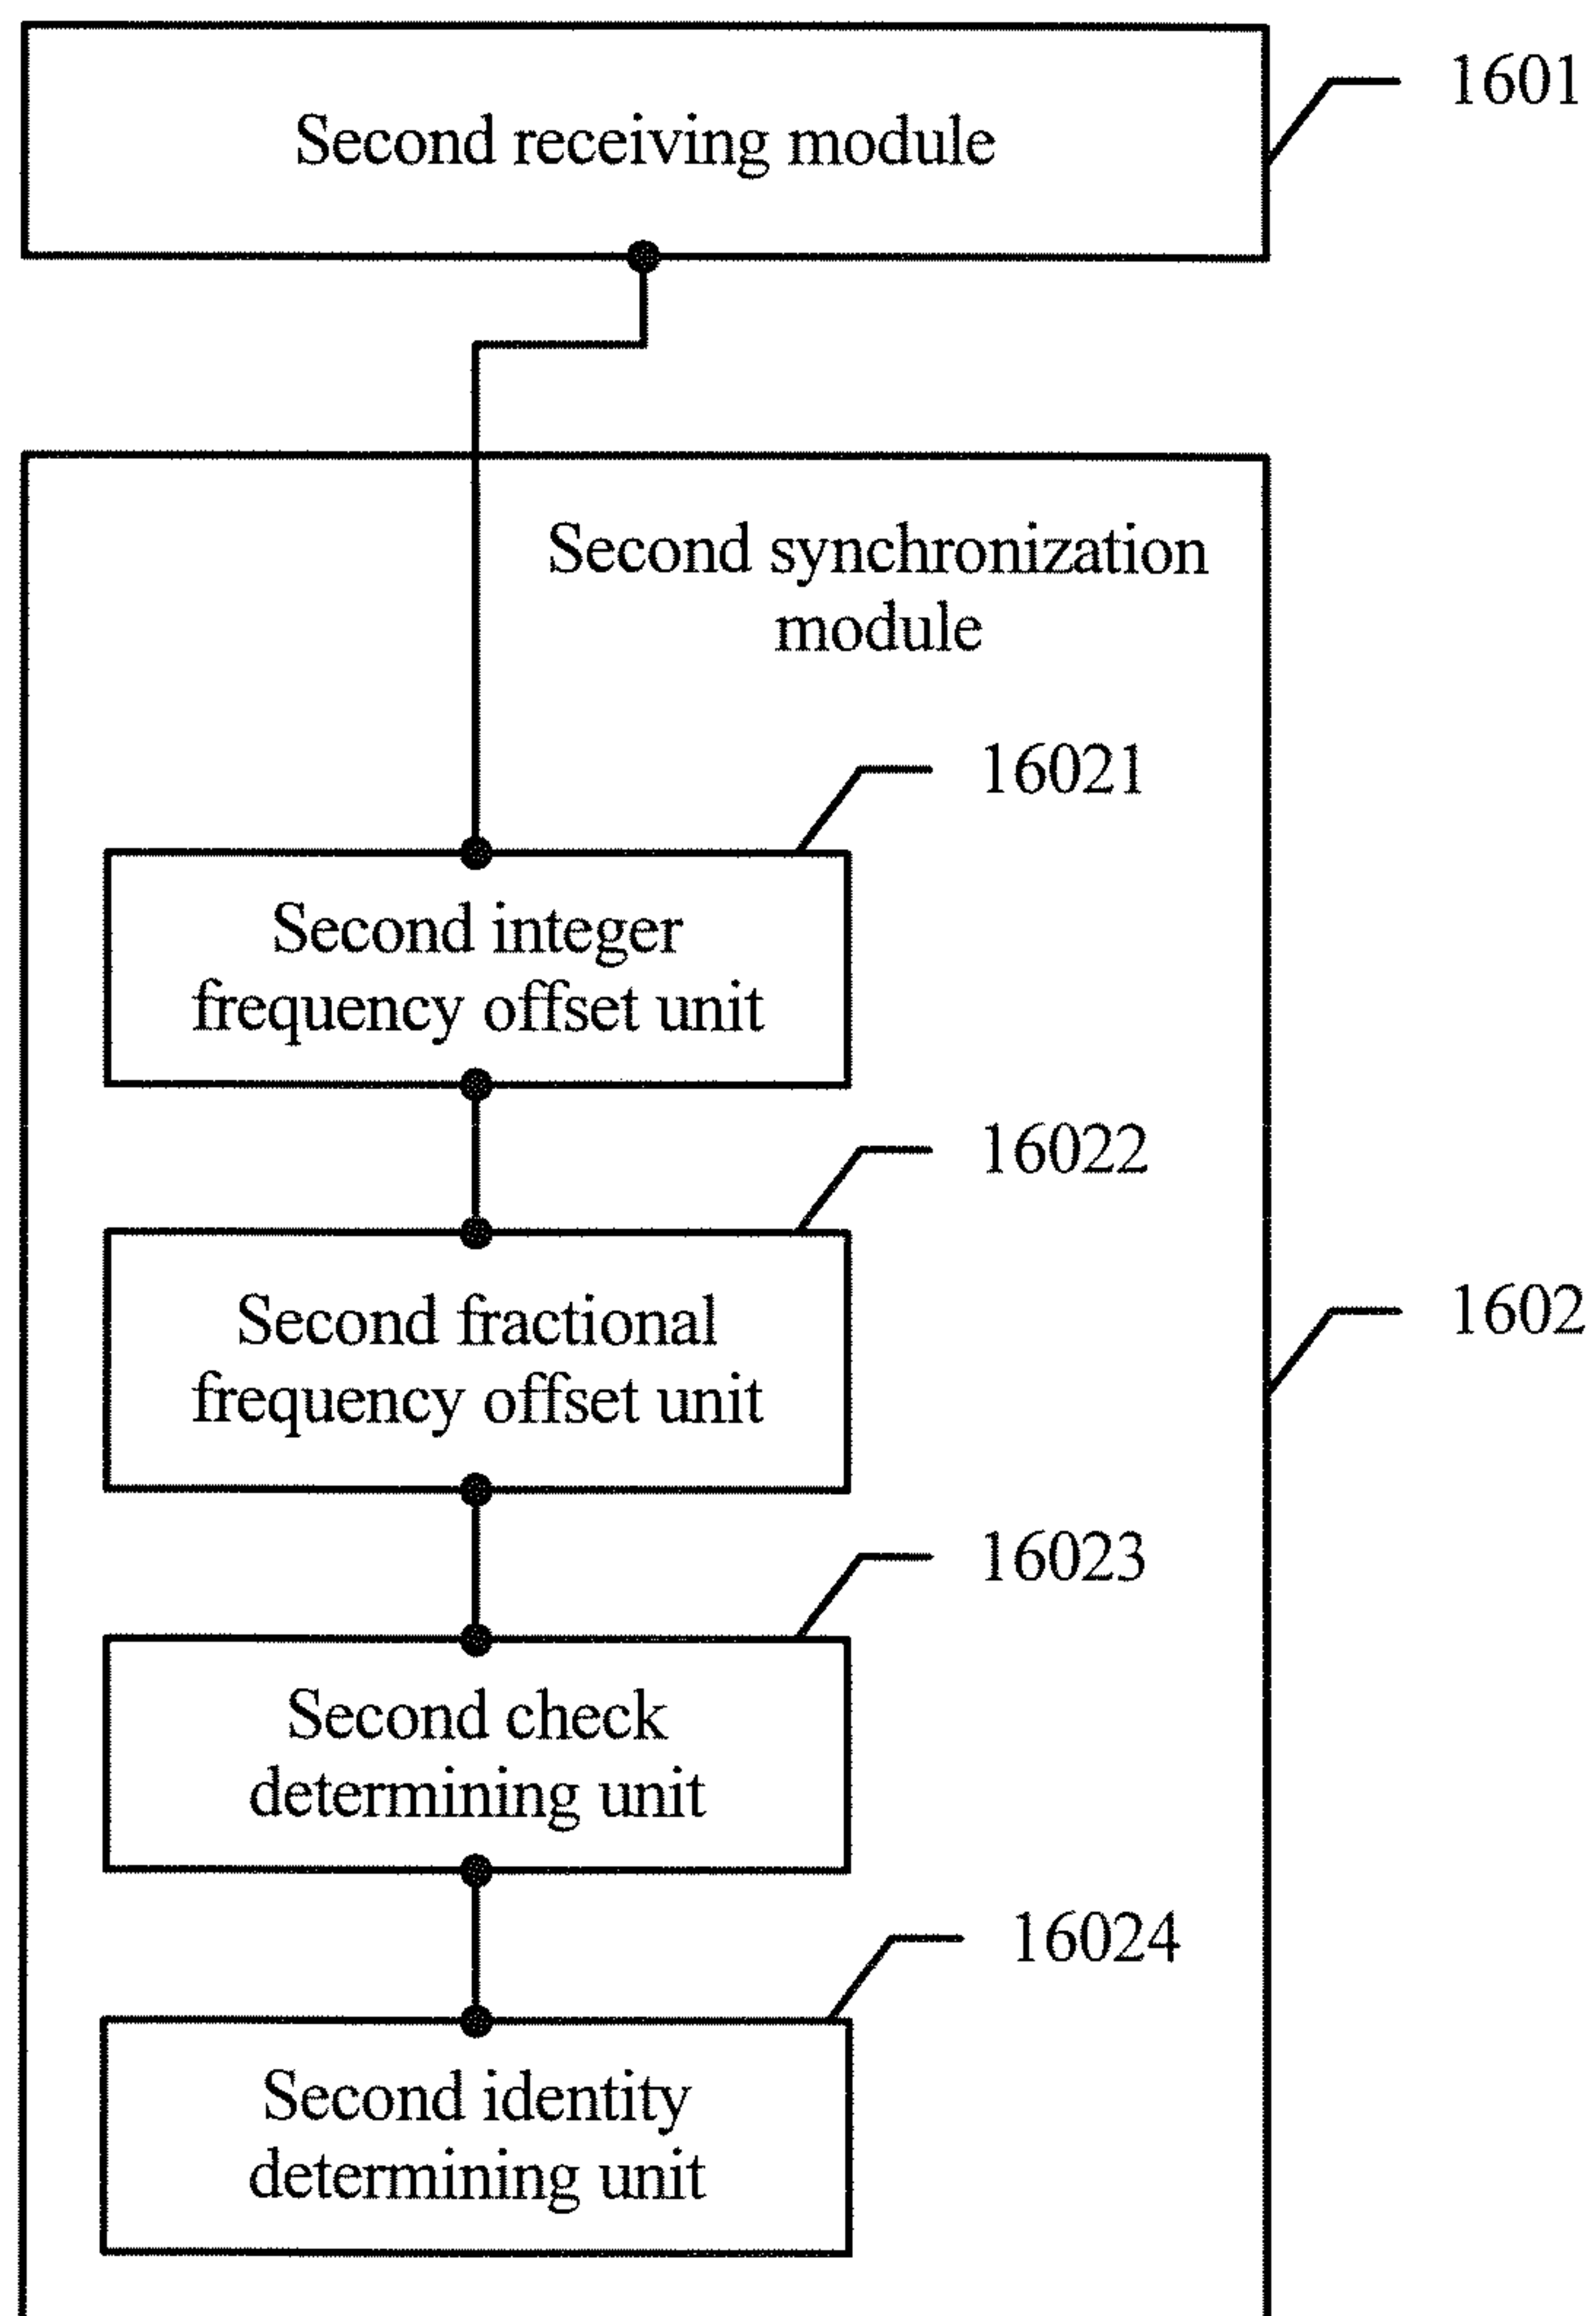 1601
Second receiving module
Second synchronization
module
16021
Second integer
frequency offset unit
16022
Second fractional
frequency offset unit
1602
16023
Second check
determining unit
16024
Second identity
determining unit